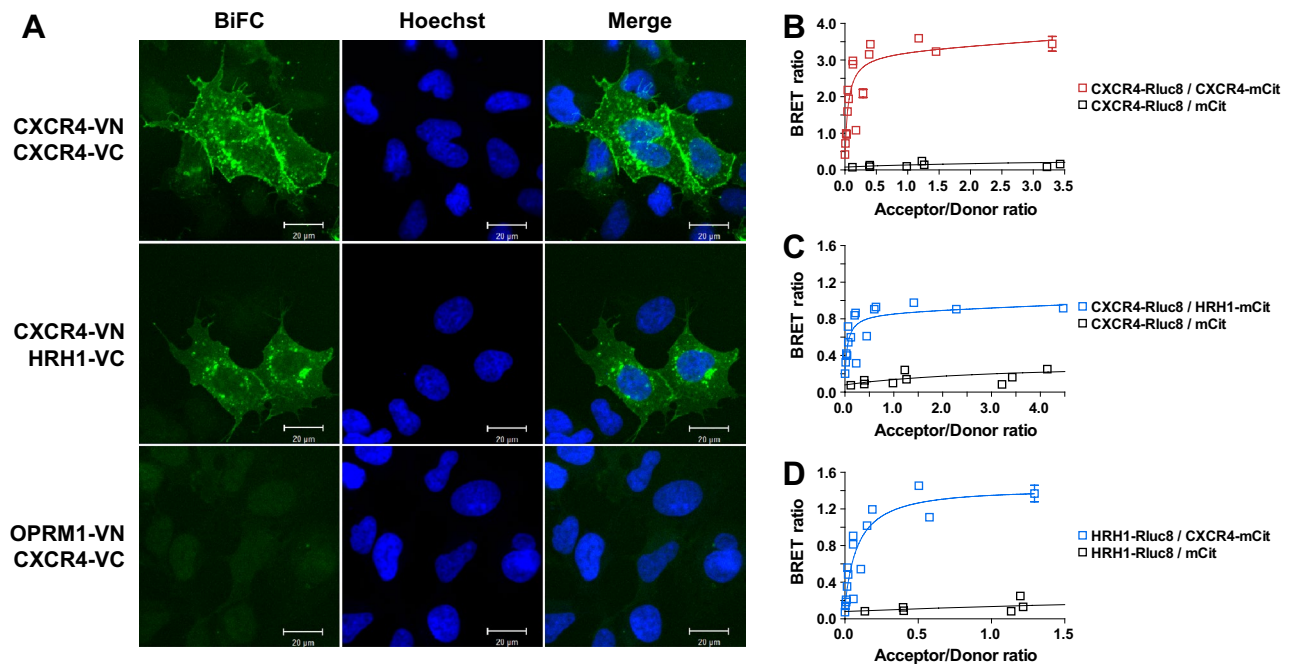 A
BiFC
Hoechst
Merge
CXCR4-VN
CXCR4-VC
20 µm
20 µm
20 µm
CXCR4-VN
HRH1-VC
20 µm
20 µm
20 µm
OPRM1-VN
CXCR4-VC
20 µm
20 µm
20 µm
B
BRET ratio
4.0
3.0
2.0
1.0
0.0
0.0 0.5 1.0 1.5 2.0 2.5 3.0 3.5
Acceptor/Donor ratio
CXCR4-Rluc8 / CXCR4-mCit
CXCR4-Rluc8 / mCit
C
BRET ratio
1.6
1.2
0.8
0.4
0.0
0.0 1.0 2.0 3.0 4.0
Acceptor/Donor ratio
CXCR4-Rluc8 / HRH1-mCit
CXCR4-Rluc8 / mCit
D
BRET ratio
1.6
1.2
0.8
0.4
0.0
0.0 0.5 1.0 1.5
Acceptor/Donor ratio
HRH1-Rluc8 / CXCR4-mCit
HRH1-Rluc8 / mCit